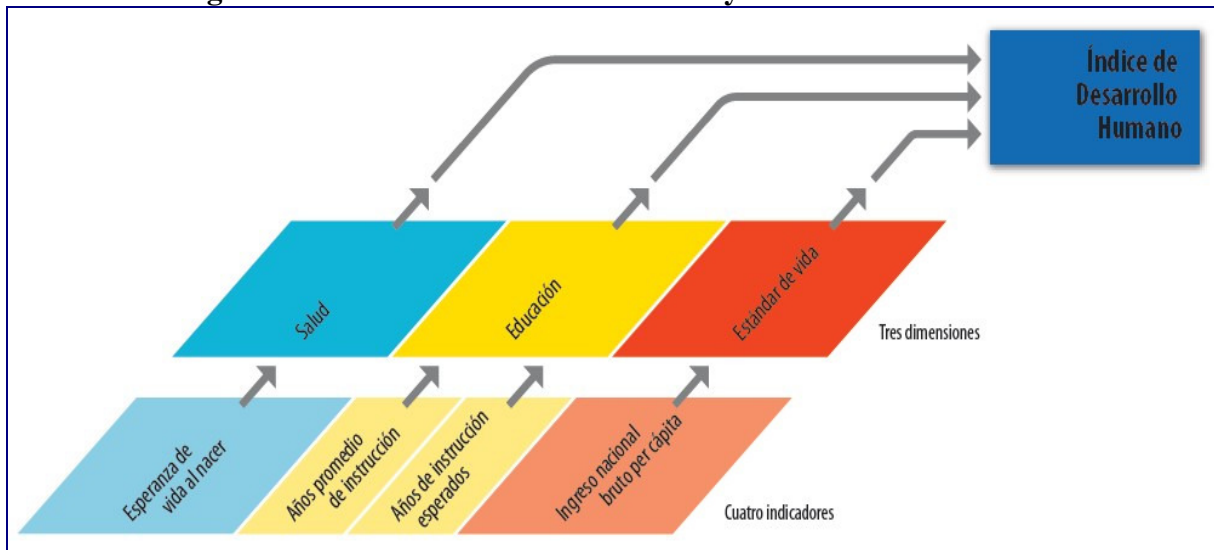 Índice de
Desarrollo
Humano
Salud
Educación
Estándar de vida
Tres dimensiones
Esperanza de
vida al nacer
Años promedio
de instrucción
Años de instrucción
esperados
Ingreso nacional
bruto per cápita
Cuatro indicadores